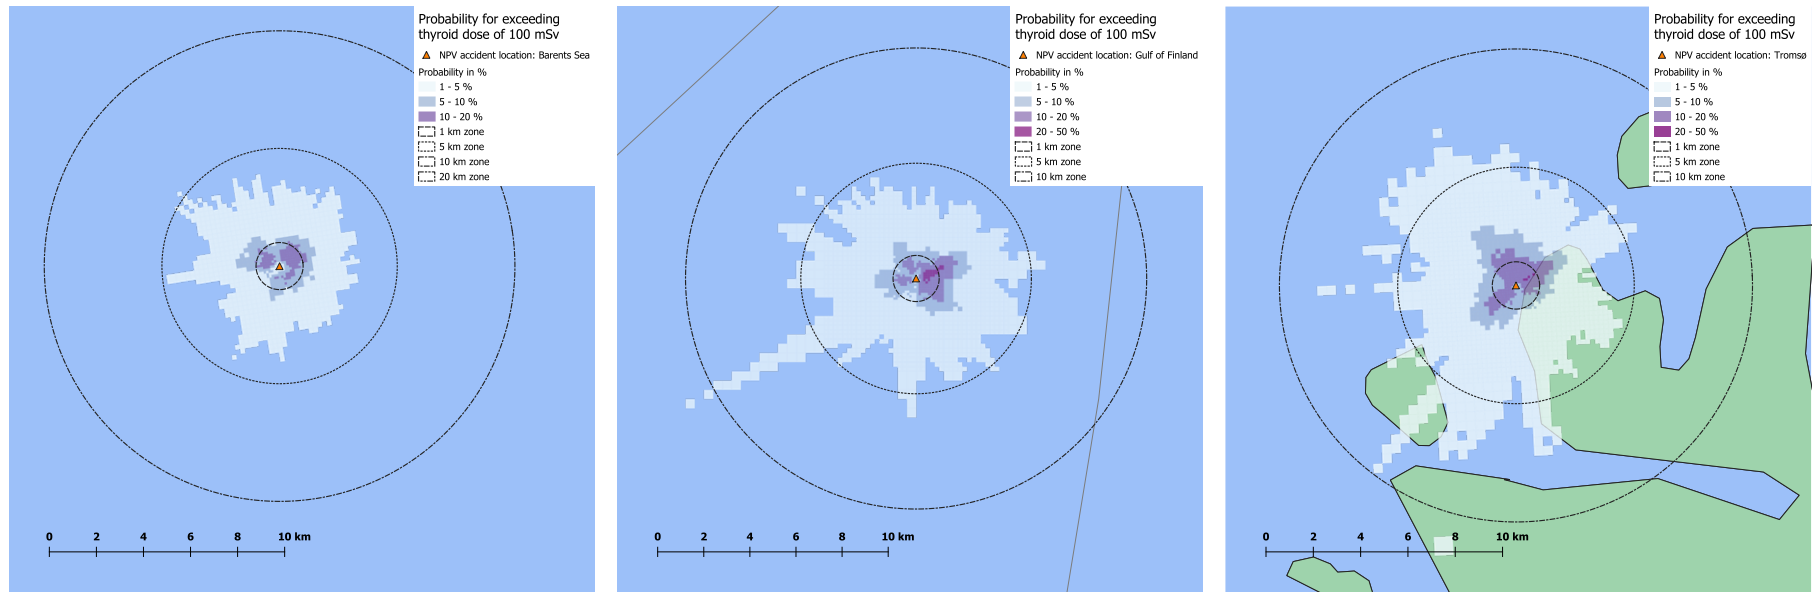 Probability for exceeding
thyroid dose of 100 mSv
NPV accident location: Barents Sea
Probability in %
1 - 5 %
5 - 10 %
10 - 20 %
1 km zone
5 km zone
10 km zone
20 km zone
0 2 4 6 8 10 km
Probability for exceeding
thyroid dose of 100 mSv
NPV accident location: Gulf of Finland
Probability in %
1 - 5 %
5 - 10 %
10 - 20 %
20 - 50 %
1 km zone
5 km zone
10 km zone
0 2 4 6 8 10 km
Probability for exceeding
thyroid dose of 100 mSv
NPV accident location: Tromsø
Probability in %
1 - 5 %
5 - 10 %
10 - 20 %
20 - 50 %
1 km zone
5 km zone
10 km zone
0 2 4 6 8 10 km